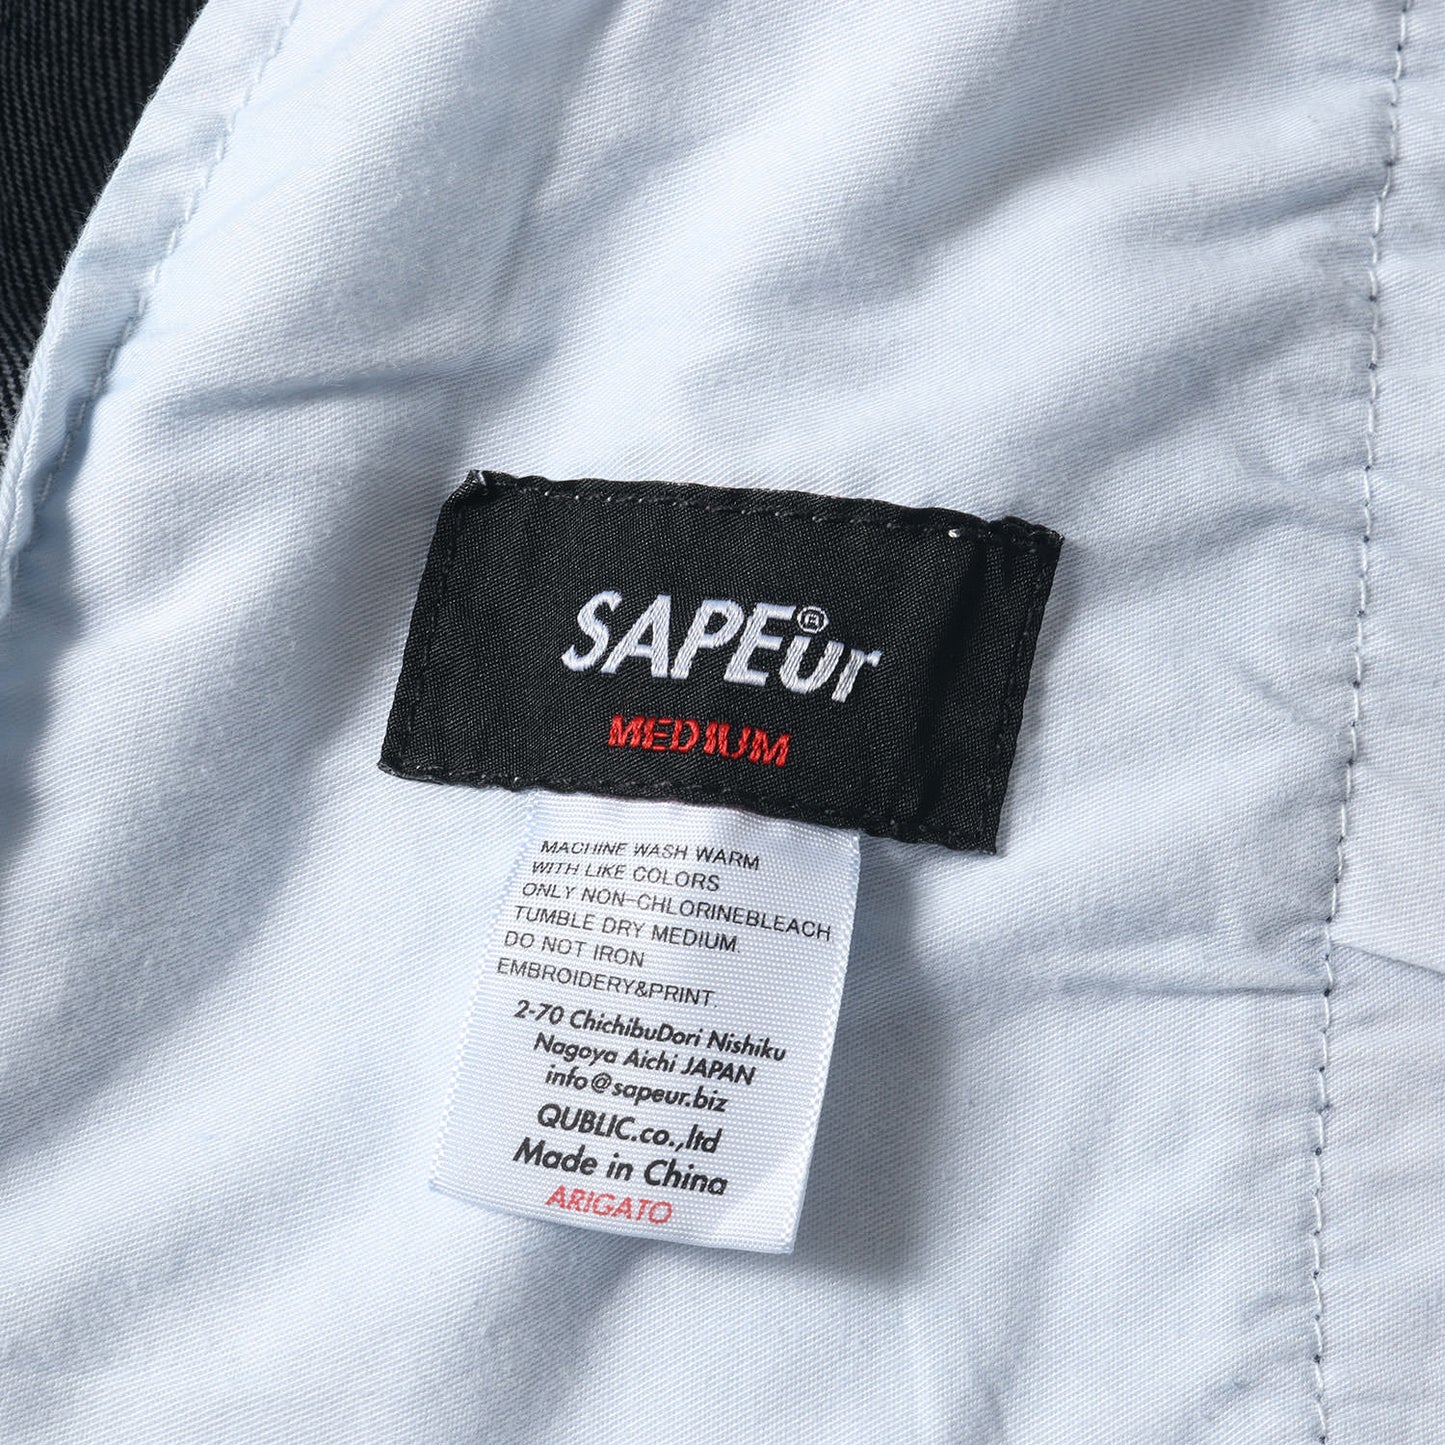 SAPEur®
MEDIUM
MACHINE WASH WARM
WITH LIKE COLORS
ONLY NON-CHLORINEBLEACH
TUMBLE DRY MEDIUM.
DO NOT IRON
EMBROIDERY&PRINT.
2-70 ChichibuDori Nishiku
Nagoya Aichi JAPAN
info@sapeur.biz
QUBLIC.co.,ltd
Made in China
ARIGATO